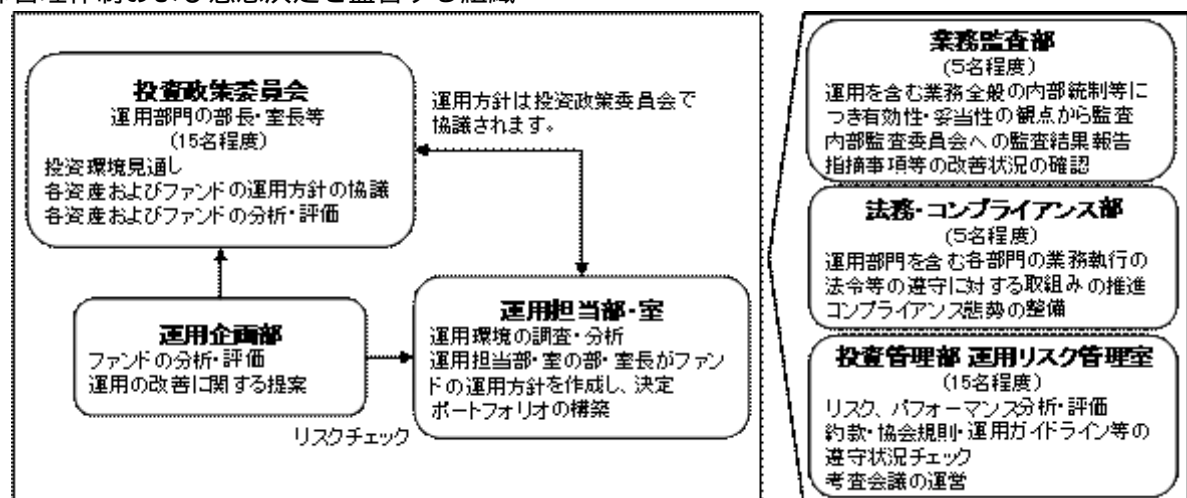 投資政策委員会
運用部門の部長・室長等
(15名程度)
投資環境見通し
各資産およびファンドの運用方針の協議
各資産およびファンドの分析・評価
運用方針は投資政策委員会で
協議されます。
運用企画部
ファンドの分析・評価
運用の改善に関する提案
リスクチェック
運用担当部・室
運用環境の調査・分析
運用担当部・室の部・室長がファン
ドの運用方針を作成し、決定
ポートフォリオの構築
業務監査部
(5名程度)
運用を含む業務全般の内部統制等に
つき有効性・妥当性の観点から監査
内部監査委員会への監査結果報告
指摘事項等の改善状況の確認
法務・コンプライアンス部
(5名程度)
運用部門を含む各部門の業務執行の
法令等の遵守に対する取組みの推進
コンプライアンス態勢の整備
投資管理部 運用リスク管理室
(15名程度)
リスク、パフォーマンス分析・評価
約款・協会規則・運用ガイドライン等の
遵守状況チェック
考査会議の運営